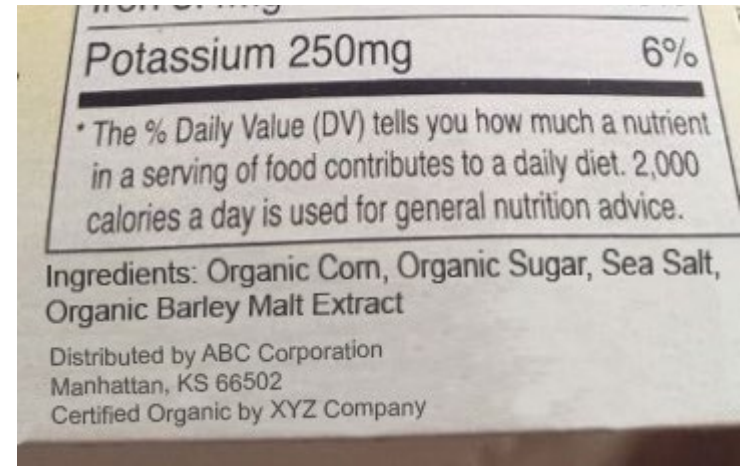 Potassium 250mg 6%
* The % Daily Value (DV) tells you how much a nutrient
in a serving of food contributes to a daily diet. 2,000
calories a day is used for general nutrition advice.
Ingredients: Organic Corn, Organic Sugar, Sea Salt,
Organic Barley Malt Extract
Distributed by ABC Corporation
Manhattan, KS 66502
Certified Organic by XYZ Company